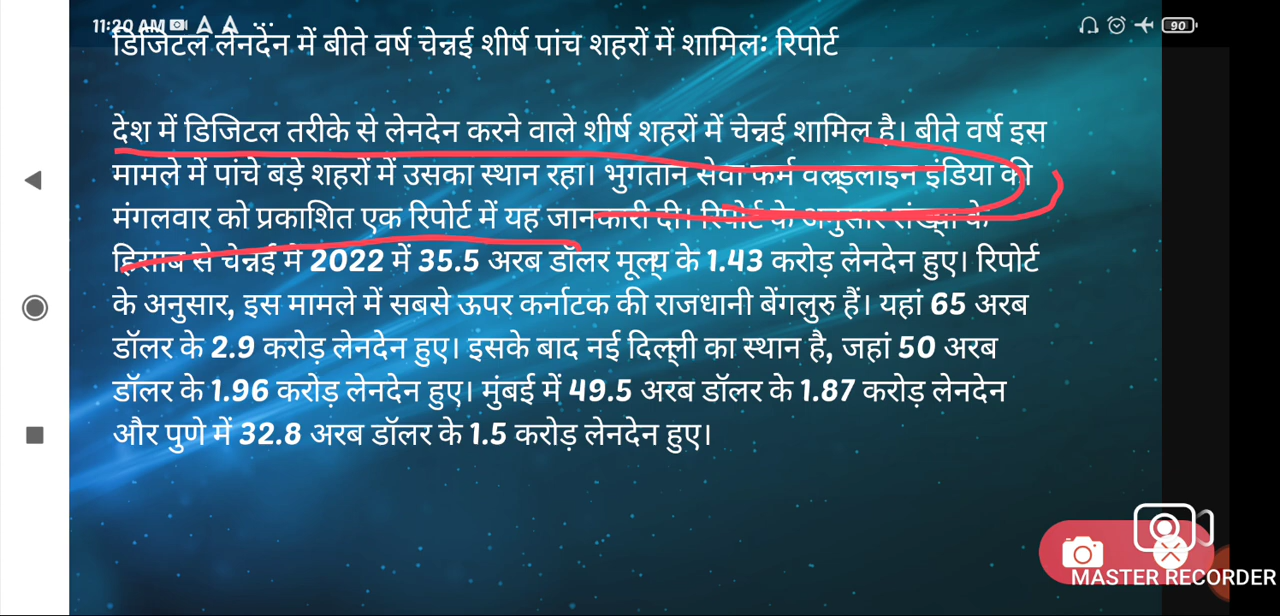 11:20 AM
90
डिजिटल लेनदेन में बीते वर्ष चेन्नई शीर्ष पांच शहरों में शामिलः रिपोर्ट
देश में डिजिटल तरीके से लेनदेन करने वाले शीर्ष शहरों में चेन्नई शामिल है। बीते वर्ष इस
मामले में पांचे बड़े शहरों में उसका स्थान रहा। भुगतान सेवा फर्म वर्ल्डलाइन इंडिया की
मंगलवार को प्रकाशित एक रिपोर्ट में यह जानकारी दी। रिपोर्ट के अनुसार संख्या के
हिसाब से चेन्नई में 2022 में 35.5 अरब डॉलर मूल्य के 1.43 करोड़ लेनदेन हुए। रिपोर्ट
के अनुसार, इस मामले में सबसे ऊपर कर्नाटक की राजधानी बेंगलुरु हैं। यहां 65 अरब
डॉलर के 2.9 करोड़ लेनदेन हुए। इसके बाद नई दिल्ली का स्थान है, जहां 50 अरब
डॉलर के 1.96 करोड़ लेनदेन हुए। मुंबई में 49.5 अरब डॉलर के 1.87 करोड़ लेनदेन
और पुणे में 32.8 अरब डॉलर के 1.5 करोड़ लेनदेन हुए।
MASTER RECORDER